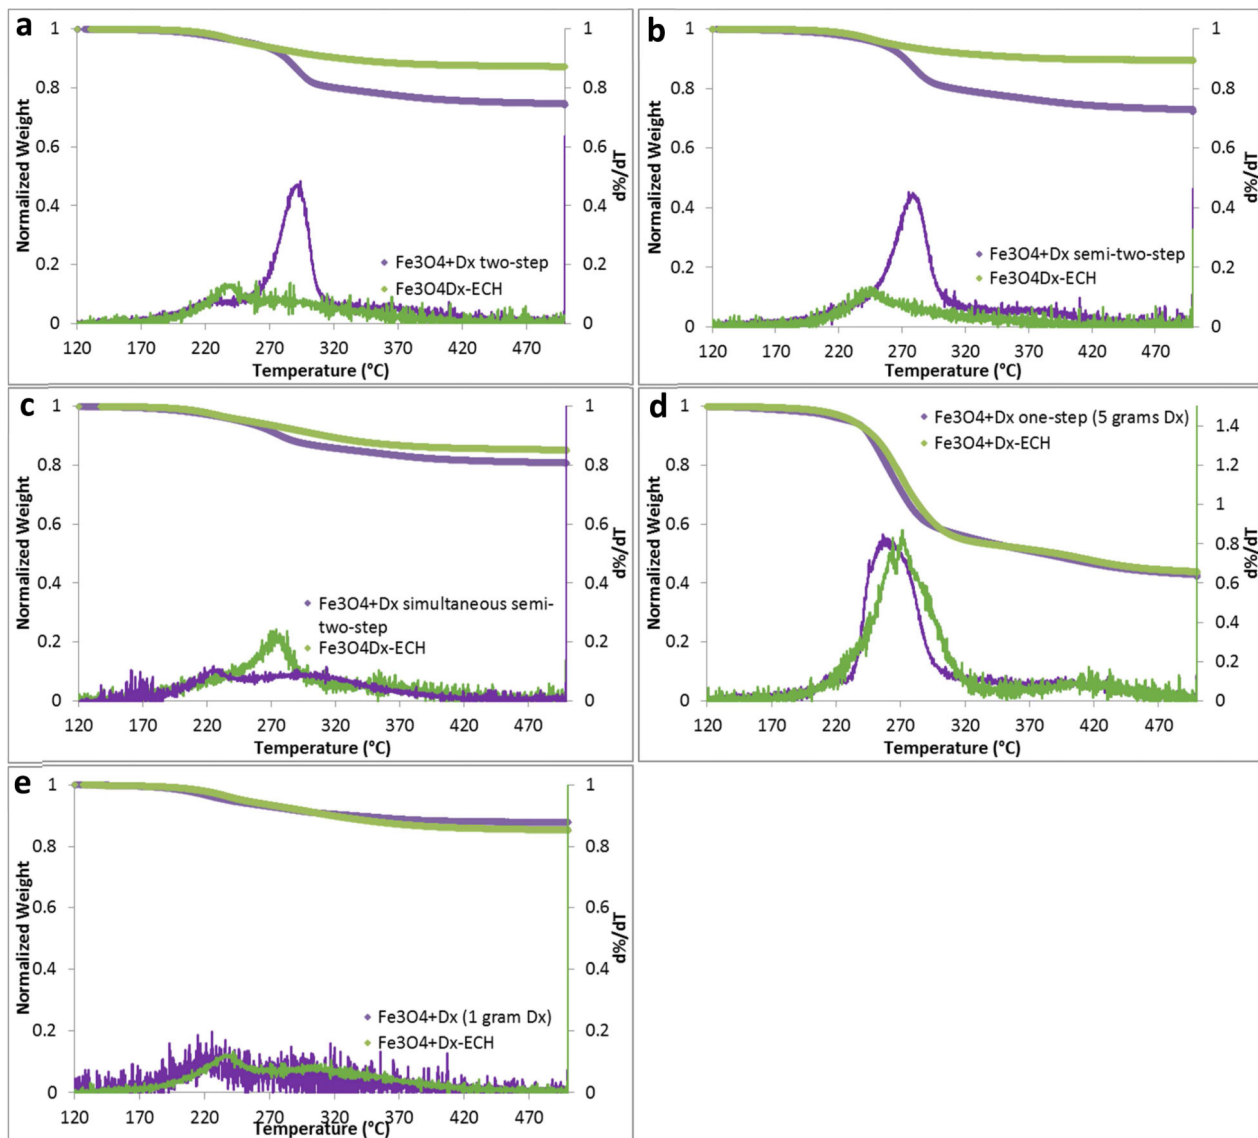 a
1
0.8
0.6
0.4
0.2
0
Normalized Weight
1
0.8
0.6
0.4
0.2
0
d%/dT
Fe3O4+Dx two-step
Fe3O4Dx-ECH
120 170 220 270 320 370 420 470
Temperature (°C)
b
1
0.8
0.6
0.4
0.2
0
Normalized Weight
1
0.8
0.6
0.4
0.2
0
d%/dT
Fe3O4+Dx semi-two-step
Fe3O4Dx-ECH
120 170 220 270 320 370 420 470
Temperature (°C)
c
1
0.8
0.6
0.4
0.2
0
Normalized Weight
1
0.8
0.6
0.4
0.2
0
d%/dT
Fe3O4+Dx simultaneous semi-
two-step
Fe3O4Dx-ECH
120 170 220 270 320 370 420 470
Temperature (°C)
d
1
0.8
0.6
0.4
0.2
0
Normalized Weight
1.4
1.2
1
0.8
0.6
0.4
0.2
0
d%/dT
Fe3O4+Dx one-step (5 grams Dx)
Fe3O4+Dx-ECH
120 170 220 270 320 370 420 470
Temperature (°C)
e
1
0.8
0.6
0.4
0.2
0
Normalized Weight
1
0.8
0.6
0.4
0.2
0
d%/dT
Fe3O4+Dx (1 gram Dx)
Fe3O4+Dx-ECH
120 170 220 270 320 370 420 470
Temperature (°C)